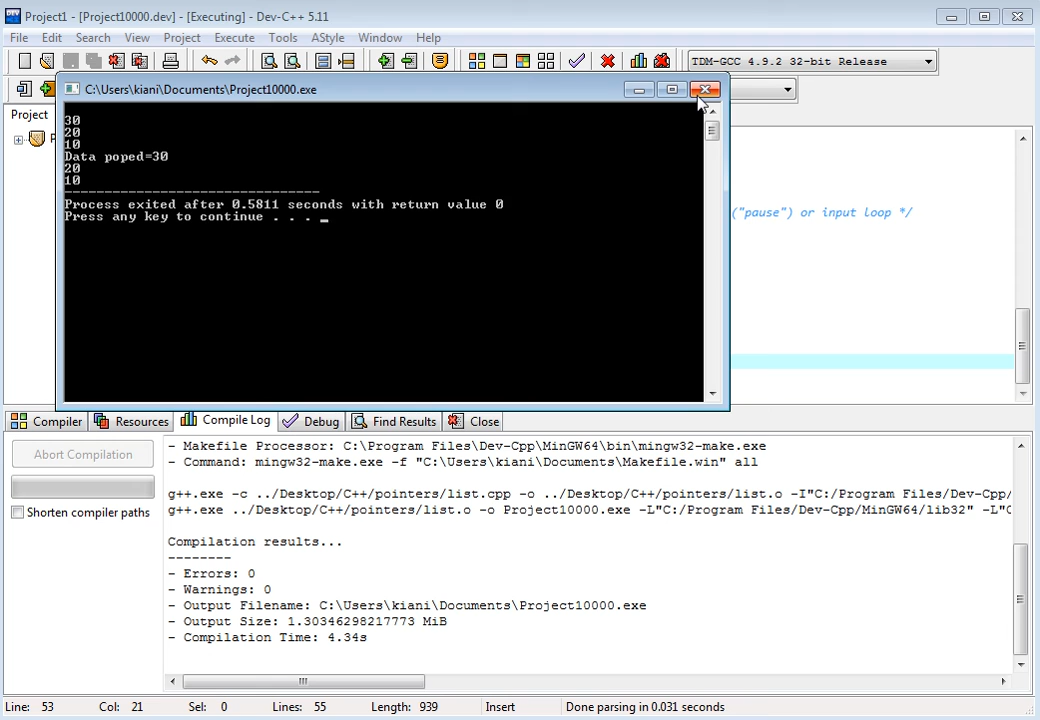 Project1 - [Project10000.dev] - [Executing] - Dev-C++ 5.11
File Edit Search View Project Execute Tools AStyle Window Help
TDM-GCC 4.9.2 32-bit Release
C:\Users\kiani\Documents\Project10000.exe
Project
30
20
10
Data poped=30
20
10
--------------------------------
Process exited after 0.5811 seconds with return value 0
Press any key to continue . . . _
("pause") or input loop */
Compiler Resources Compile Log Debug Find Results Close
Abort Compilation
Shorten compiler paths
- Makefile Processor: C:\Program Files\Dev-Cpp\MinGW64\bin\mingw32-make.exe
- Command: mingw32-make.exe -f "C:\Users\kiani\Documents\Makefile.win" all
g++.exe -c ../Desktop/C++/pointers/list.cpp -o ../Desktop/C++/pointers/list.o -I"C:/Program Files/Dev-Cpp/
g++.exe ../Desktop/C++/pointers/list.o -o Project10000.exe -L"C:/Program Files/Dev-Cpp/MinGW64/lib32" -L"C
Compilation results...
--------
- Errors: 0
- Warnings: 0
- Output Filename: C:\Users\kiani\Documents\Project10000.exe
- Output Size: 1.30346298217773 MiB
- Compilation Time: 4.34s
Line: 53 Col: 21 Sel: 0 Lines: 55 Length: 939 Insert Done parsing in 0.031 seconds